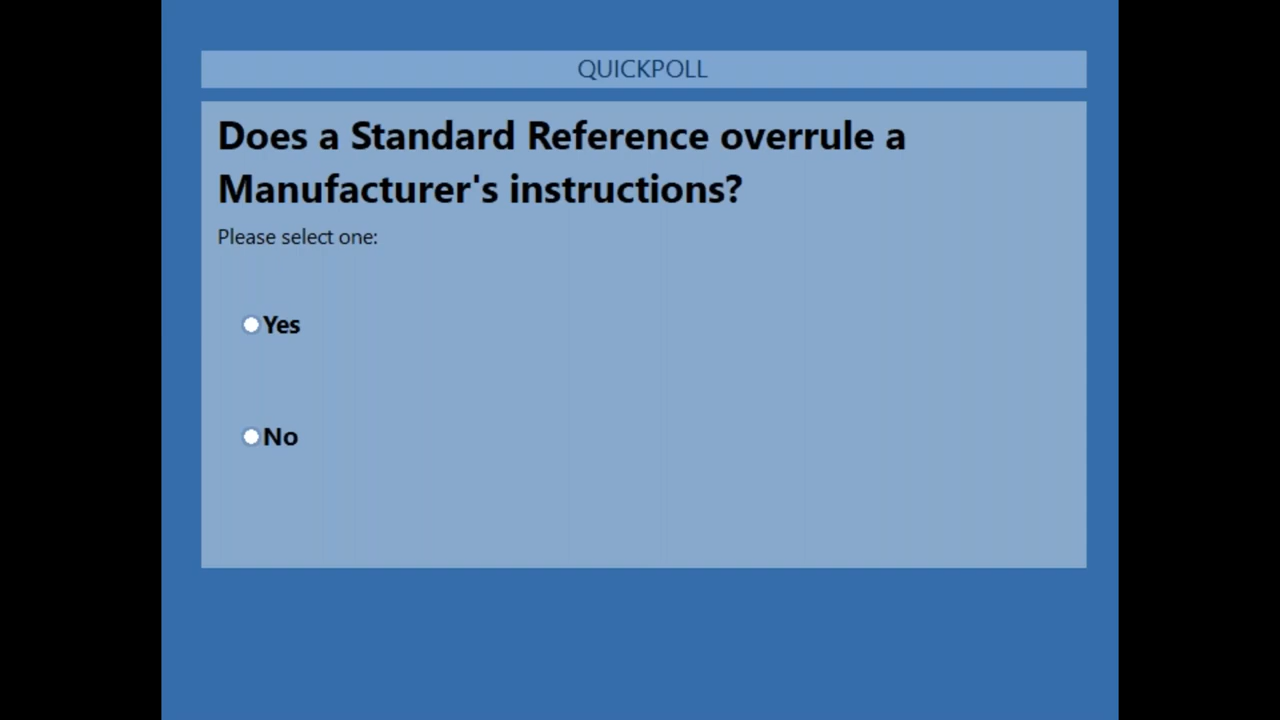 QUICKPOLL
Does a Standard Reference overrule a
Manufacturer's instructions?
Please select one:
Yes
No